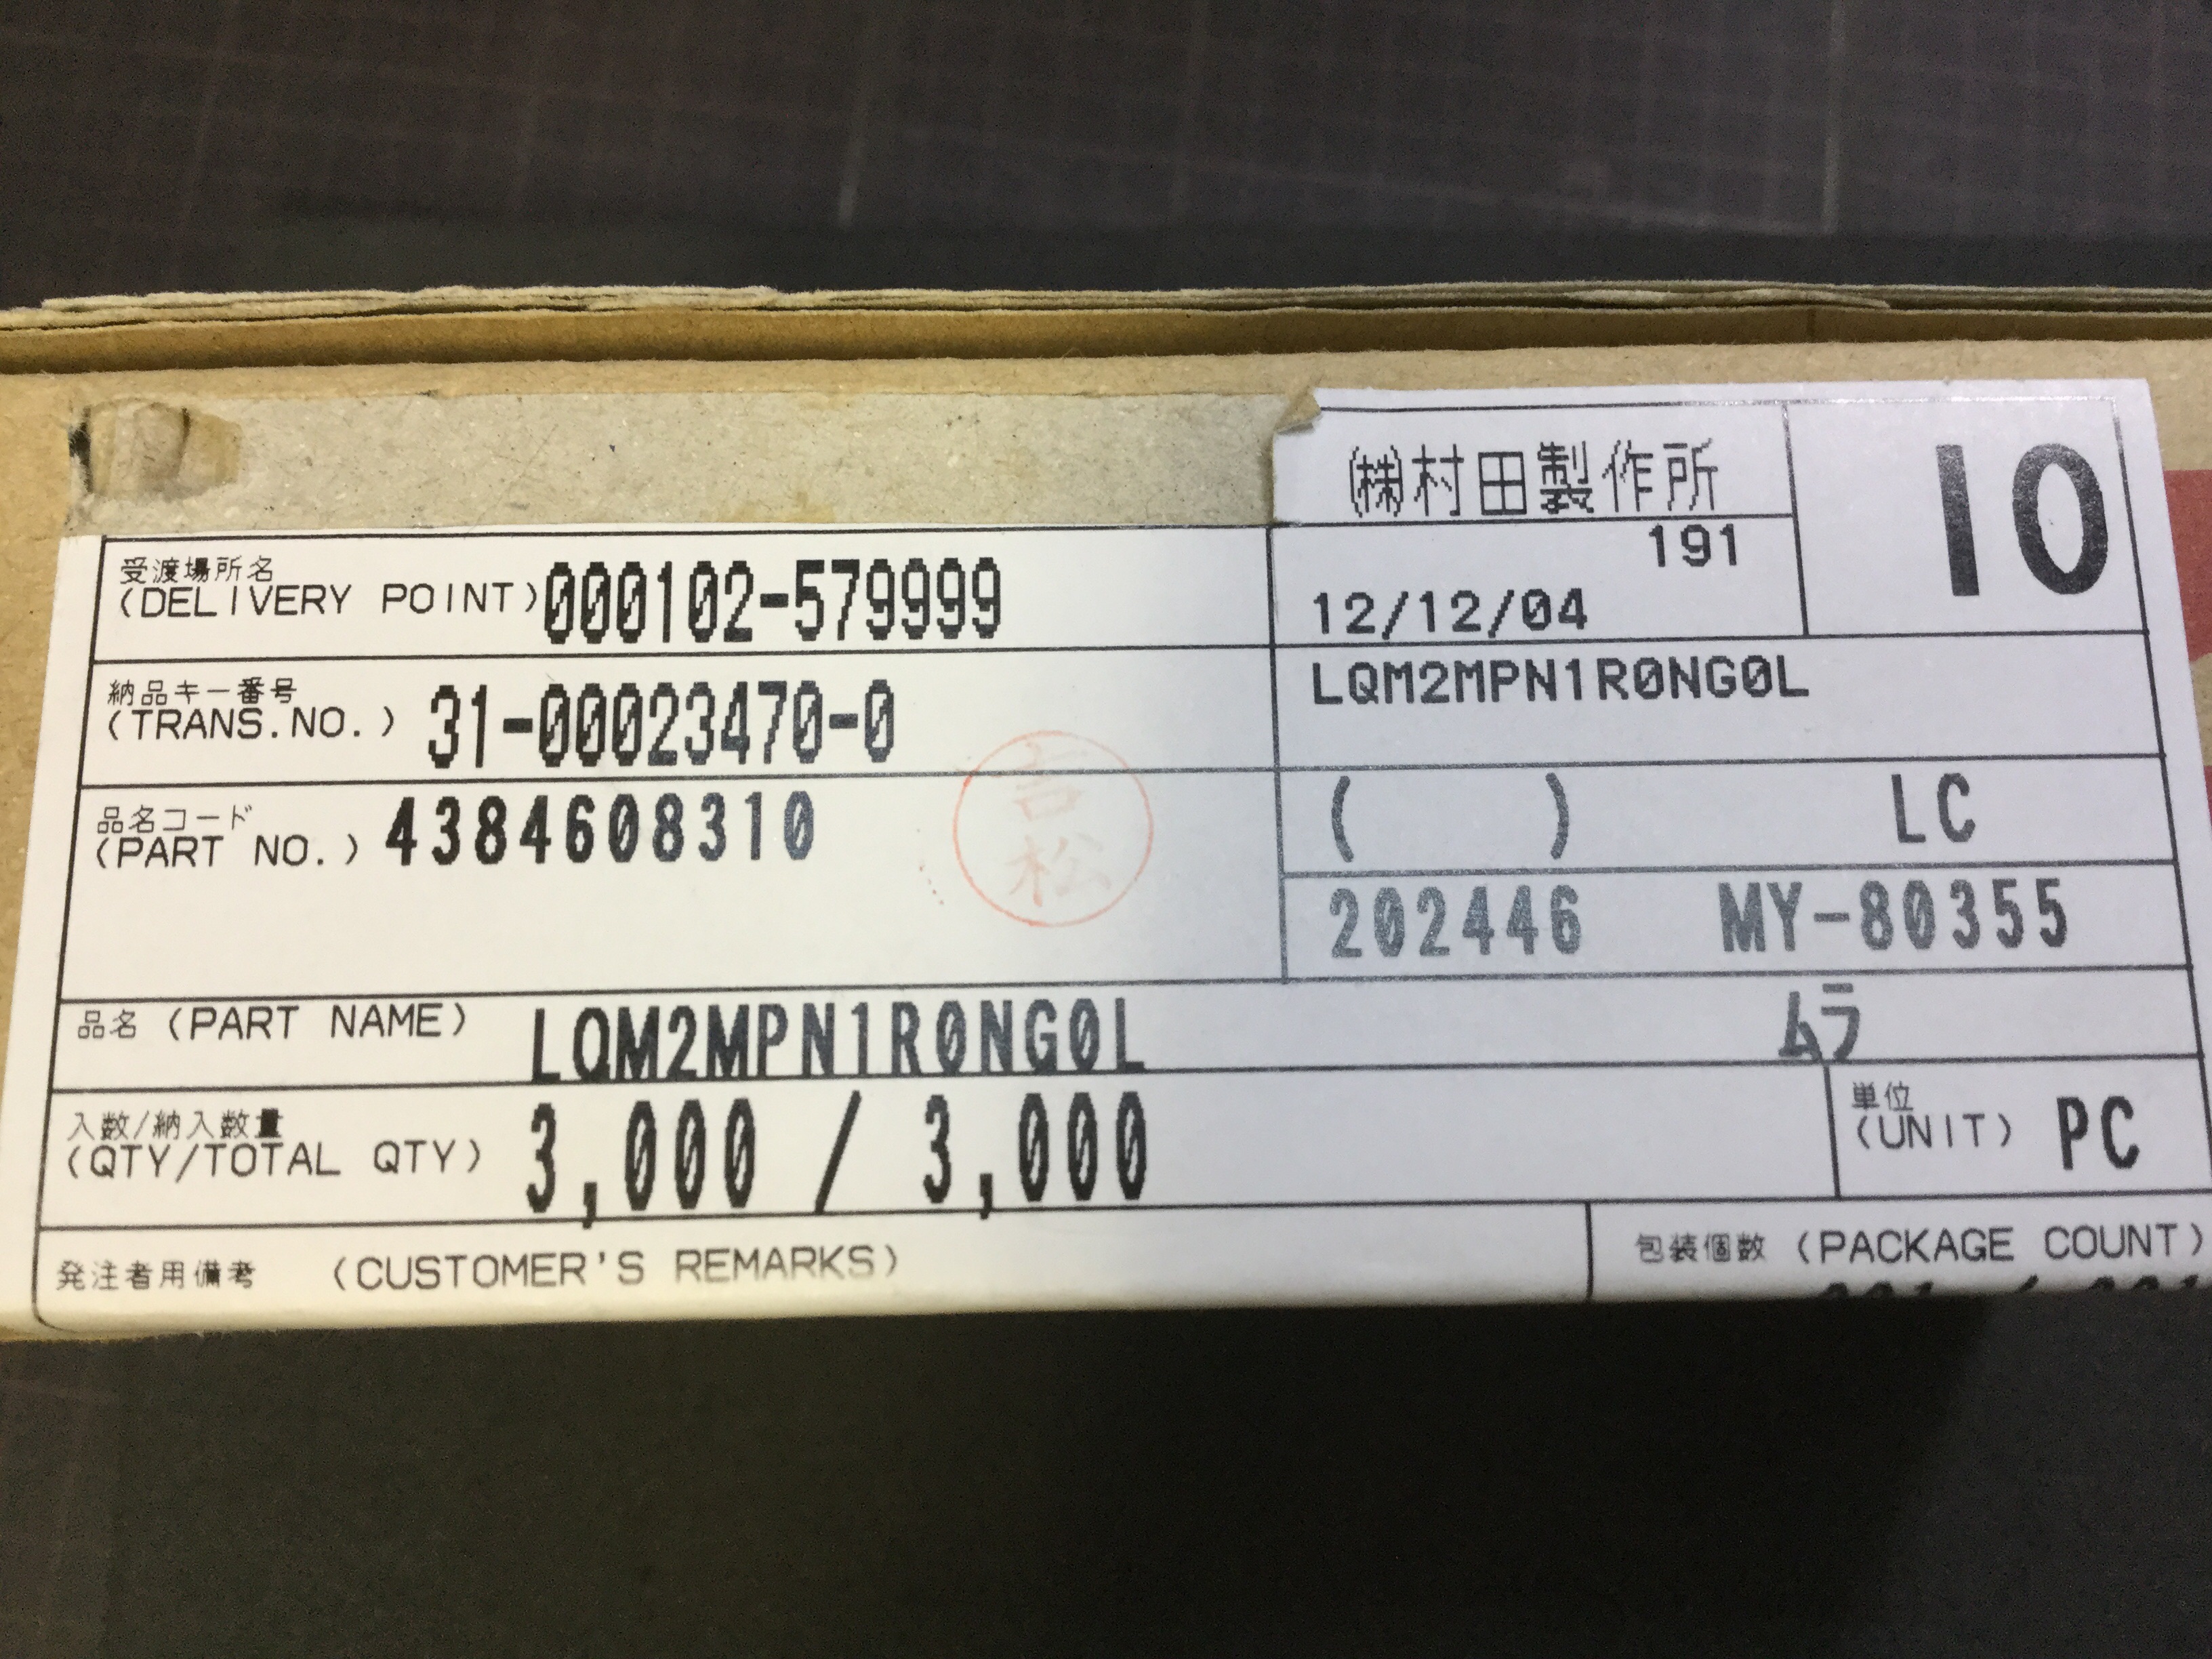 ㈱村田製作所
10
受渡場所名
(DELIVERY POINT) 000102-579999
191
12/12/04
納品キー番号
(TRANS.NO.) 31-00023470-0
LQM2MPN1R0NG0L
品名コード
(PART NO.) 4384608310
吉松
( ) LC
202446 MY-80355
品名 (PART NAME) LQM2MPN1R0NG0L ムラ
入数/納入数量
(QTY/TOTAL QTY) 3,000 / 3,000
単位
(UNIT) PC
発注者用備考 (CUSTOMER'S REMARKS)
包装個数 (PACKAGE COUNT)